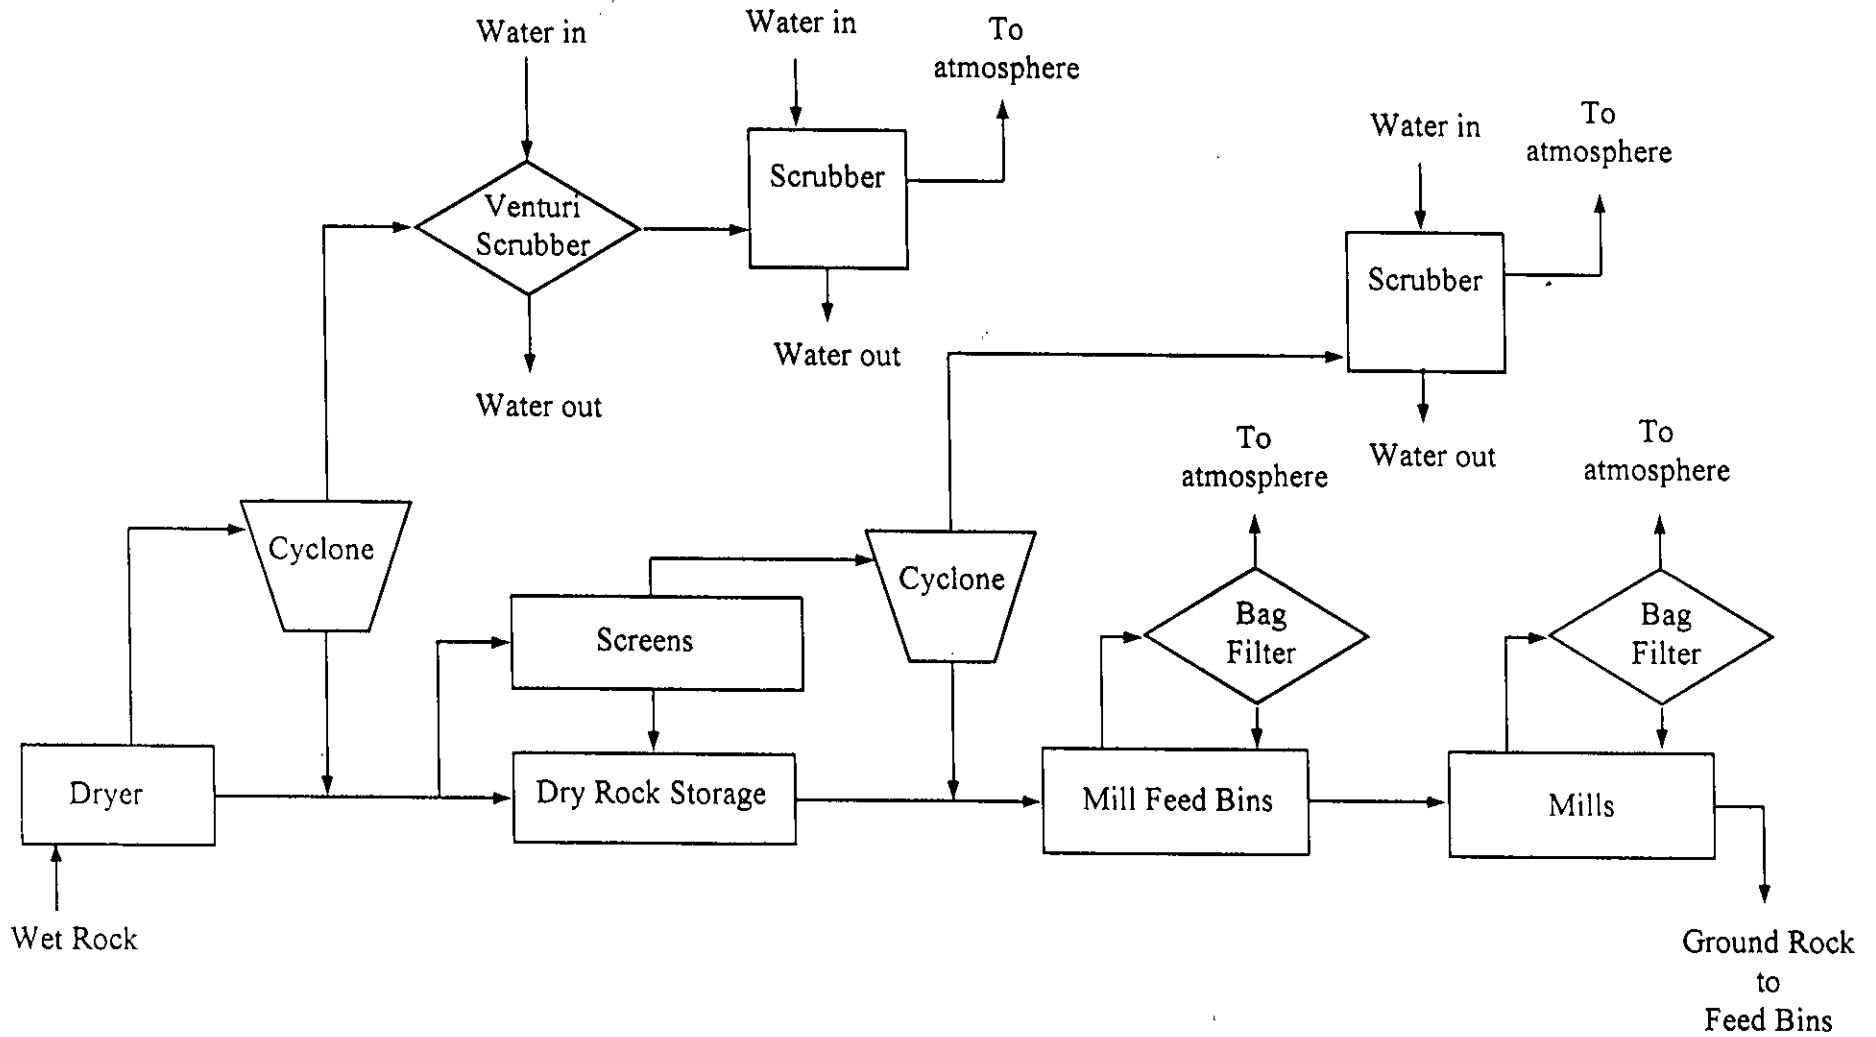 Water in
Water in
To
atmosphere
Water in
To
atmosphere
Venturi
Scrubber
Scrubber
Scrubber
Water out
Water out
Water out
To
atmosphere
To
atmosphere
Cyclone
Cyclone
Screens
Bag
Filter
Bag
Filter
Dryer
Dry Rock Storage
Mill Feed Bins
Mills
Wet Rock
Ground Rock
to
Feed Bins